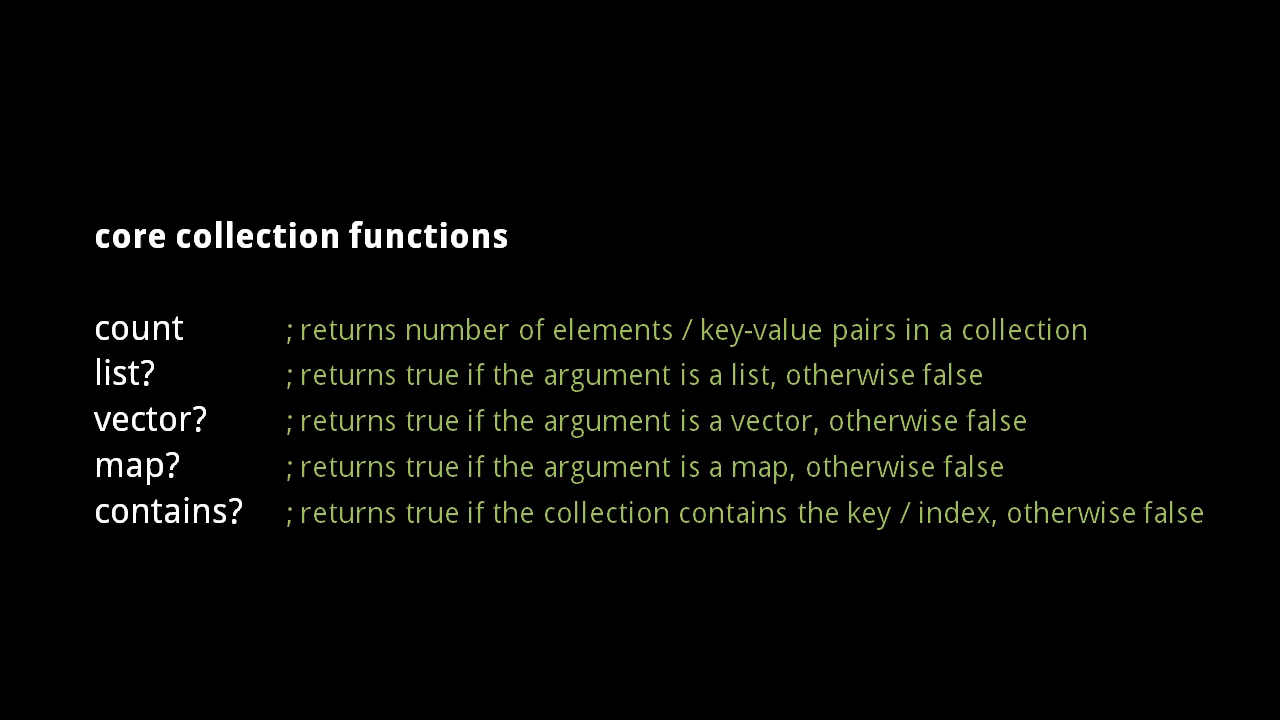 core collection functions
count ; returns number of elements / key-value pairs in a collection
list? ; returns true if the argument is a list, otherwise false
vector? ; returns true if the argument is a vector, otherwise false
map? ; returns true if the argument is a map, otherwise false
contains? ; returns true if the collection contains the key / index, otherwise false